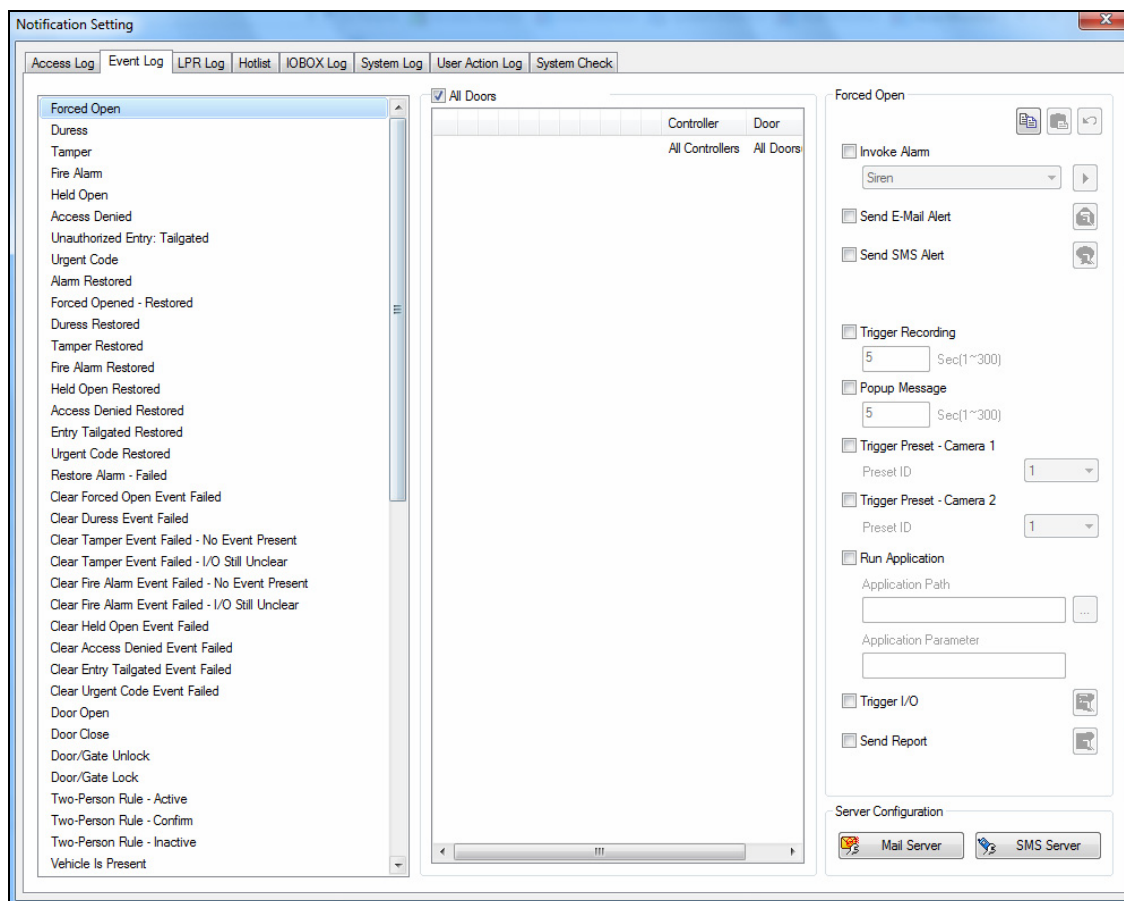 Notification Setting
Access Log Event Log LPR Log Hotlist IOBOX Log System Log User Action Log System Check
Forced Open
Duress
Tamper
Fire Alarm
Held Open
Access Denied
Unauthorized Entry: Tailgated
Urgent Code
Alarm Restored
Forced Opened - Restored
Duress Restored
Tamper Restored
Fire Alarm Restored
Held Open Restored
Access Denied Restored
Entry Tailgated Restored
Urgent Code Restored
Restore Alarm - Failed
Clear Forced Open Event Failed
Clear Duress Event Failed
Clear Tamper Event Failed - No Event Present
Clear Tamper Event Failed - I/O Still Unclear
Clear Fire Alarm Event Failed - No Event Present
Clear Fire Alarm Event Failed - I/O Still Unclear
Clear Held Open Event Failed
Clear Access Denied Event Failed
Clear Entry Tailgated Event Failed
Clear Urgent Code Event Failed
Door Open
Door Close
Door/Gate Unlock
Door/Gate Lock
Two-Person Rule - Active
Two-Person Rule - Confirm
Two-Person Rule - Inactive
Vehicle Is Present
All Doors
Controller Door
All Controllers All Doors
Forced Open
Invoke Alarm
Siren
Send E-Mail Alert
Send SMS Alert
Trigger Recording
5 Sec(1~300)
Popup Message
5 Sec(1~300)
Trigger Preset - Camera 1
Preset ID 1
Trigger Preset - Camera 2
Preset ID 1
Run Application
Application Path
...
Application Parameter
Trigger I/O
Send Report
Server Configuration
Mail Server SMS Server